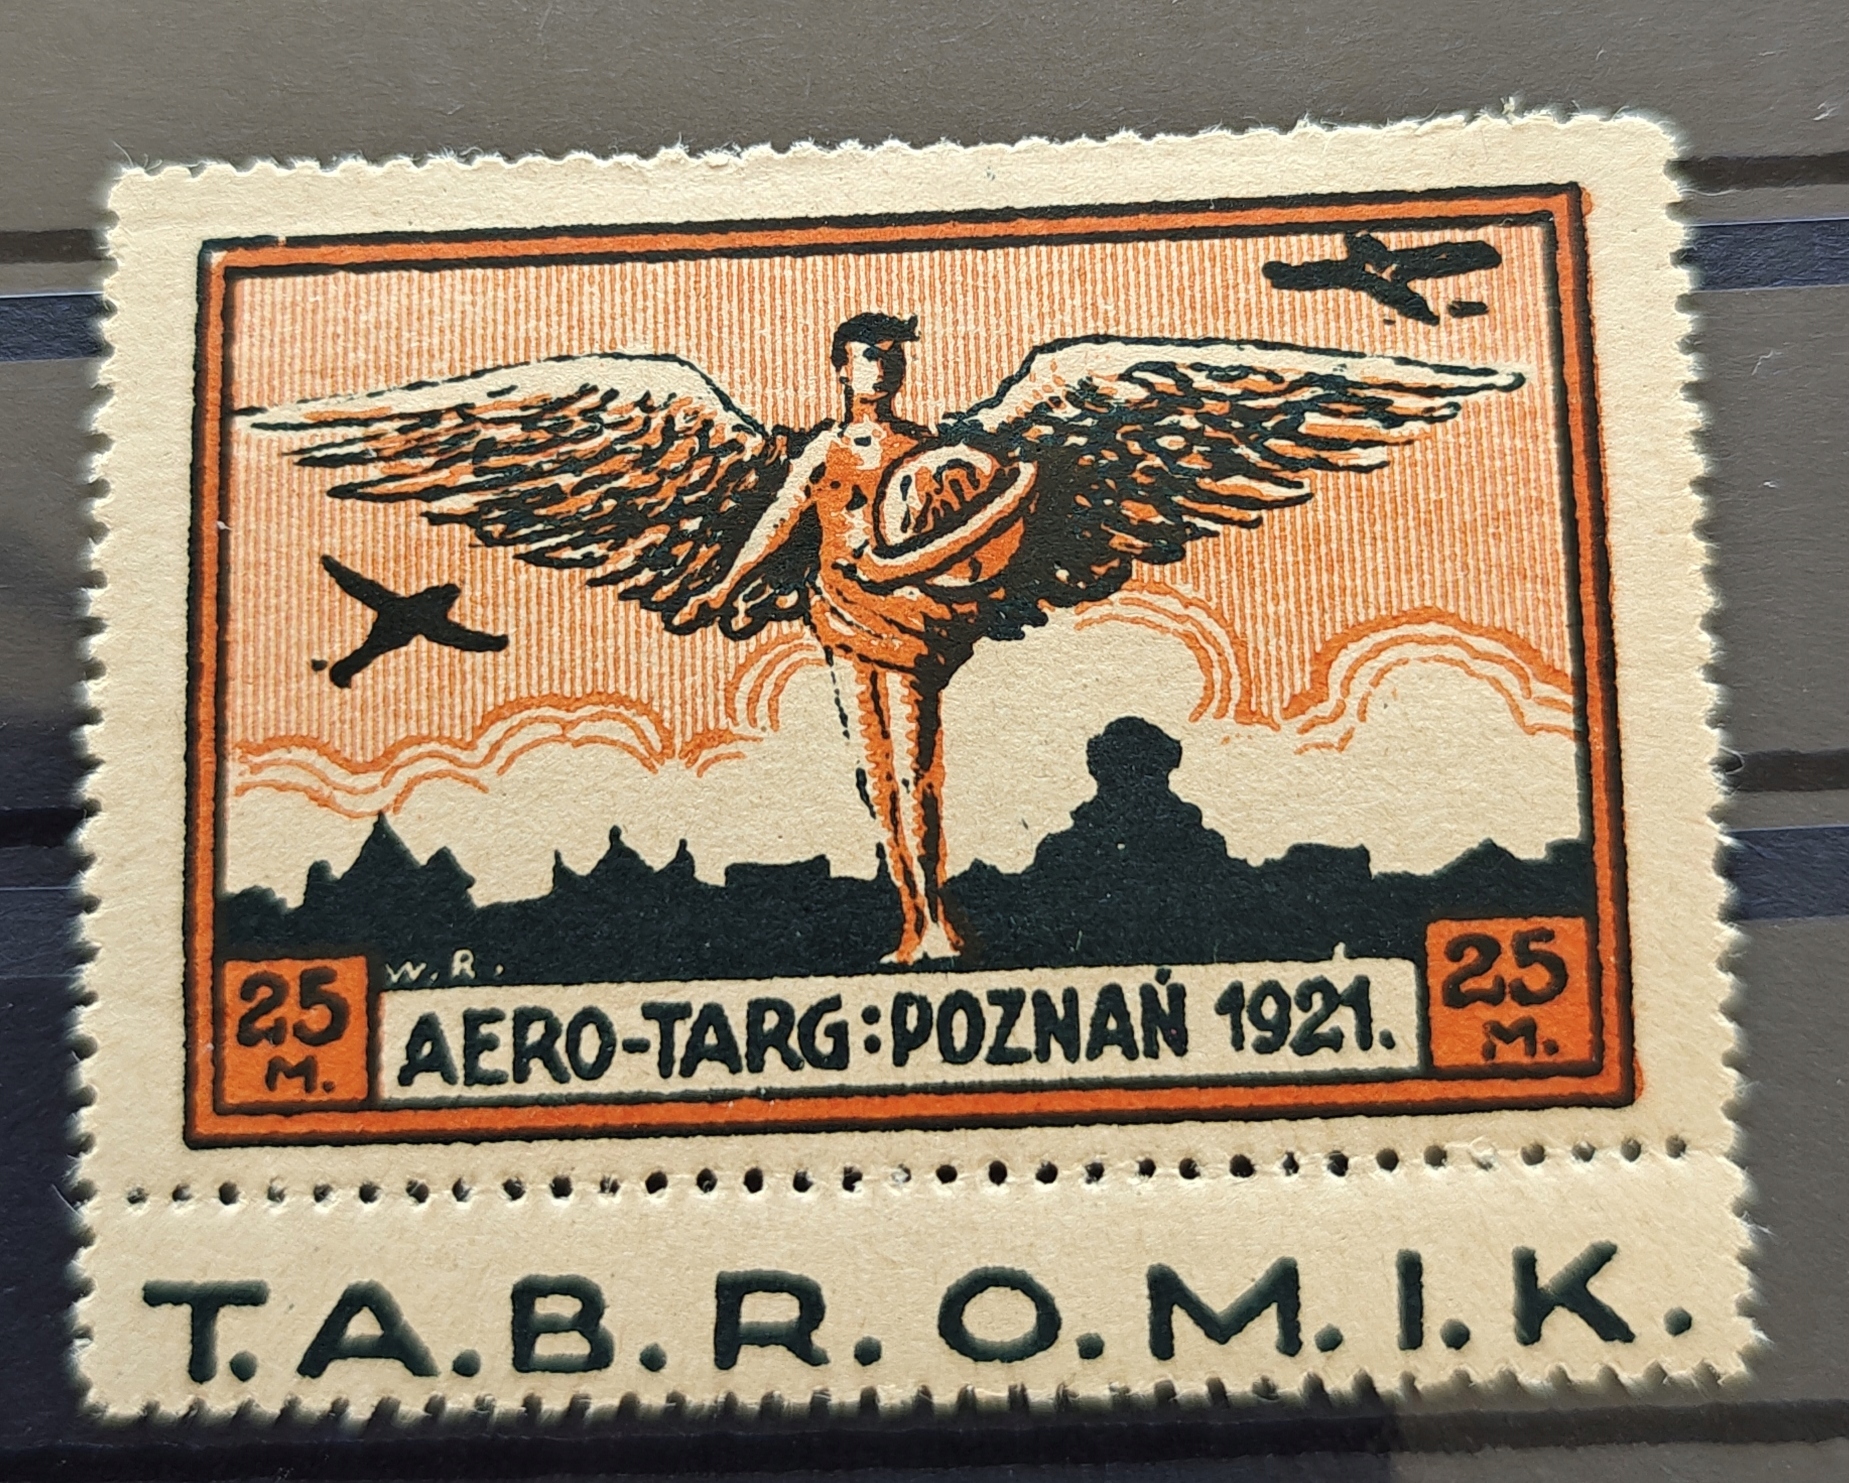 W.R.
25 M.
AERO-TARG:POZNAŃ 1921.
25 M.
T.A.B.R.O.M.I.K.